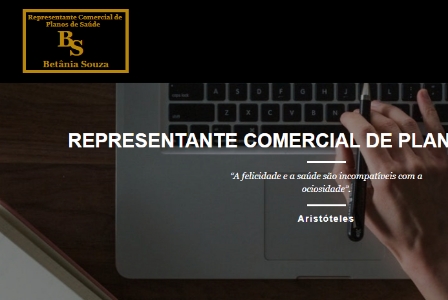 Representante Comercial de
Planos de Saúde
BS
Betânia Souza
REPRESENTANTE COMERCIAL DE PLAN
"A felicidade e a saúde são incompatíveis com a
ociosidade".
Aristóteles